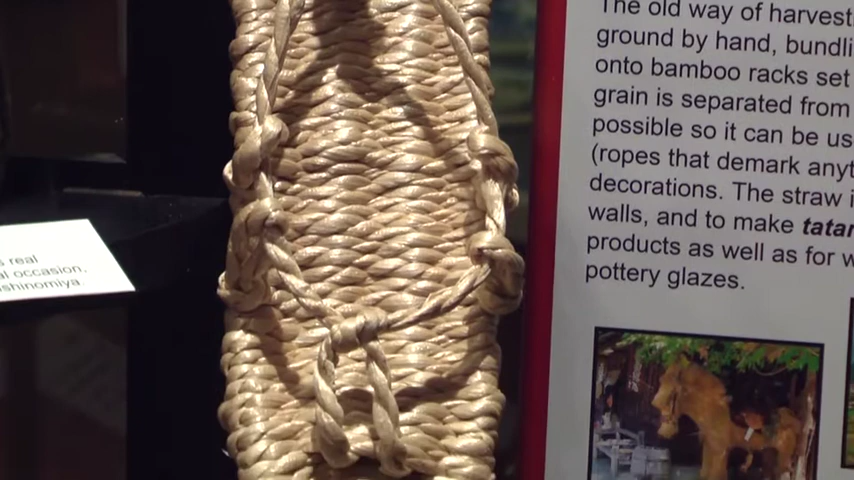 s real
al occasion,
shinomiya.
The old way of harvest
ground by hand, bundli
onto bamboo racks set
grain is separated from
possible so it can be us
(ropes that demark anyt
decorations. The straw i
walls, and to make tatar
products as well as for w
pottery glazes.